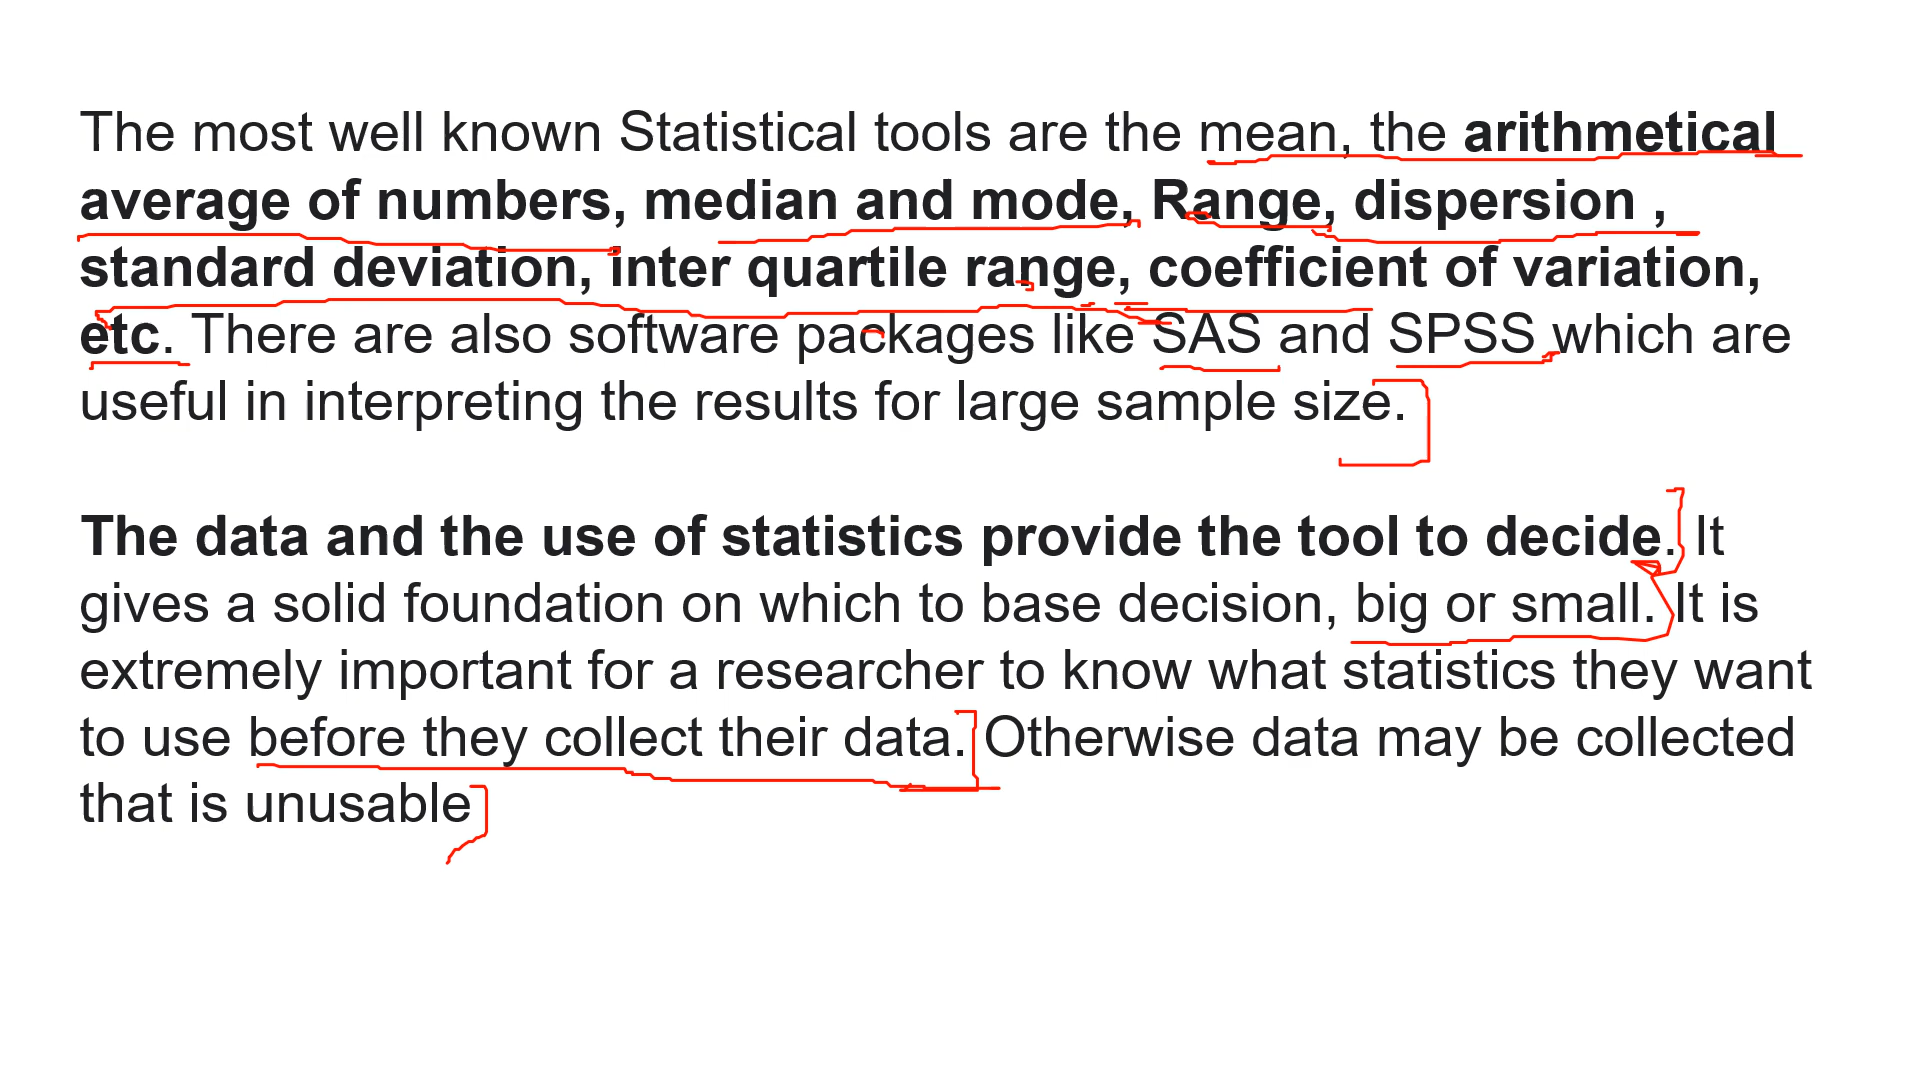 The most well known Statistical tools are the mean, the arithmetical
average of numbers, median and mode, Range, dispersion ,
standard deviation, inter quartile range, coefficient of variation,
etc. There are also software packages like SAS and SPSS which are
useful in interpreting the results for large sample size.
The data and the use of statistics provide the tool to decide. It
gives a solid foundation on which to base decision, big or small. It is
extremely important for a researcher to know what statistics they want
to use before they collect their data. Otherwise data may be collected
that is unusable